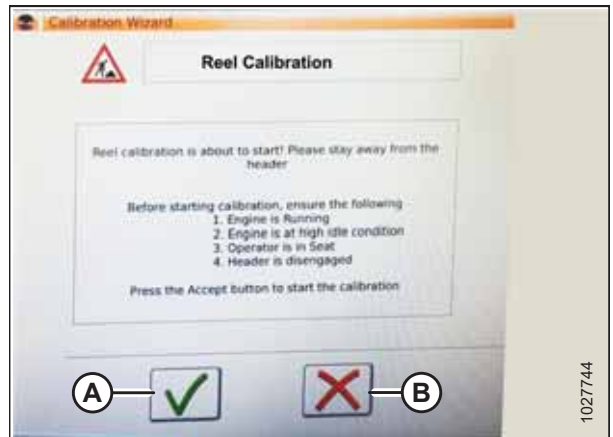 Calibration Wizard
Reel Calibration
Reel calibration is about to start! Please stay away from the
header
Before starting calibration, ensure the following
1. Engine is Running
2. Engine is at high idle condition
3. Operator is in Seat
4. Header is disengaged
Press the Accept button to start the calibration
A
B
1027744